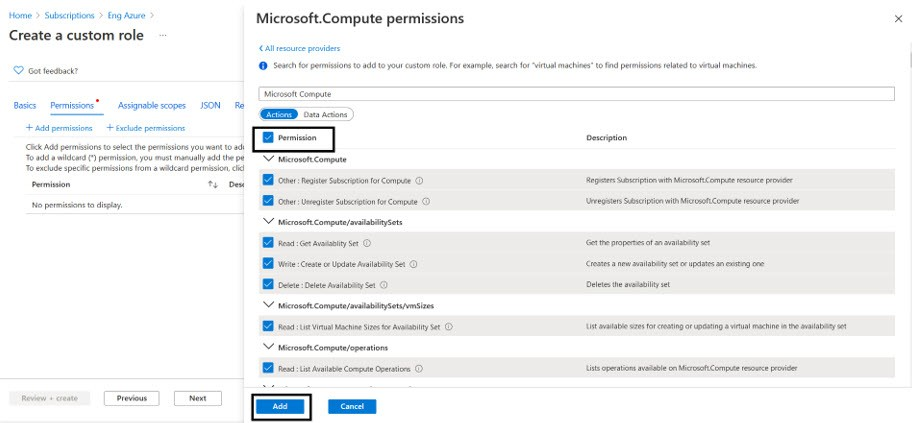 Home > Subscriptions > Eng Azure >
Create a custom role ...
Got feedback?
Basics Permissions Assignable scopes JSON Re
+ Add permissions + Exclude permissions
Click Add permissions to select the permissions you want to add
To add a wildcard (*) permission, you must manually add the pe
To exclude specific permissions from a wildcard permission, clic
Permission ↑↓ Desc
No permissions to display.
Review + create Previous Next
Microsoft.Compute permissions
< All resource providers
Search for permissions to add to your custom role. For example, search for "virtual machines" to find permissions related to virtual machines.
Microsoft Compute
Actions Data Actions
Permission Description
Microsoft.Compute
Other : Register Subscription for Compute Registers Subscription with Microsoft.Compute resource provider
Other : Unregister Subscription for Compute Unregisters Subscription with Microsoft.Compute resource provider
Microsoft.Compute/availabilitySets
Read : Get Availablity Set Get the properties of an availability set
Write : Create or Update Availability Set Creates a new availability set or updates an existing one
Delete : Delete Availability Set Deletes the availability set
Microsoft.Compute/availabilitySets/vmSizes
Read : List Virtual Machine Sizes for Availability Set List available sizes for creating or updating a virtual machine in the availability set
Microsoft.Compute/operations
Read : List Available Compute Operations Lists operations available on Microsoft.Compute resource provider
Add Cancel